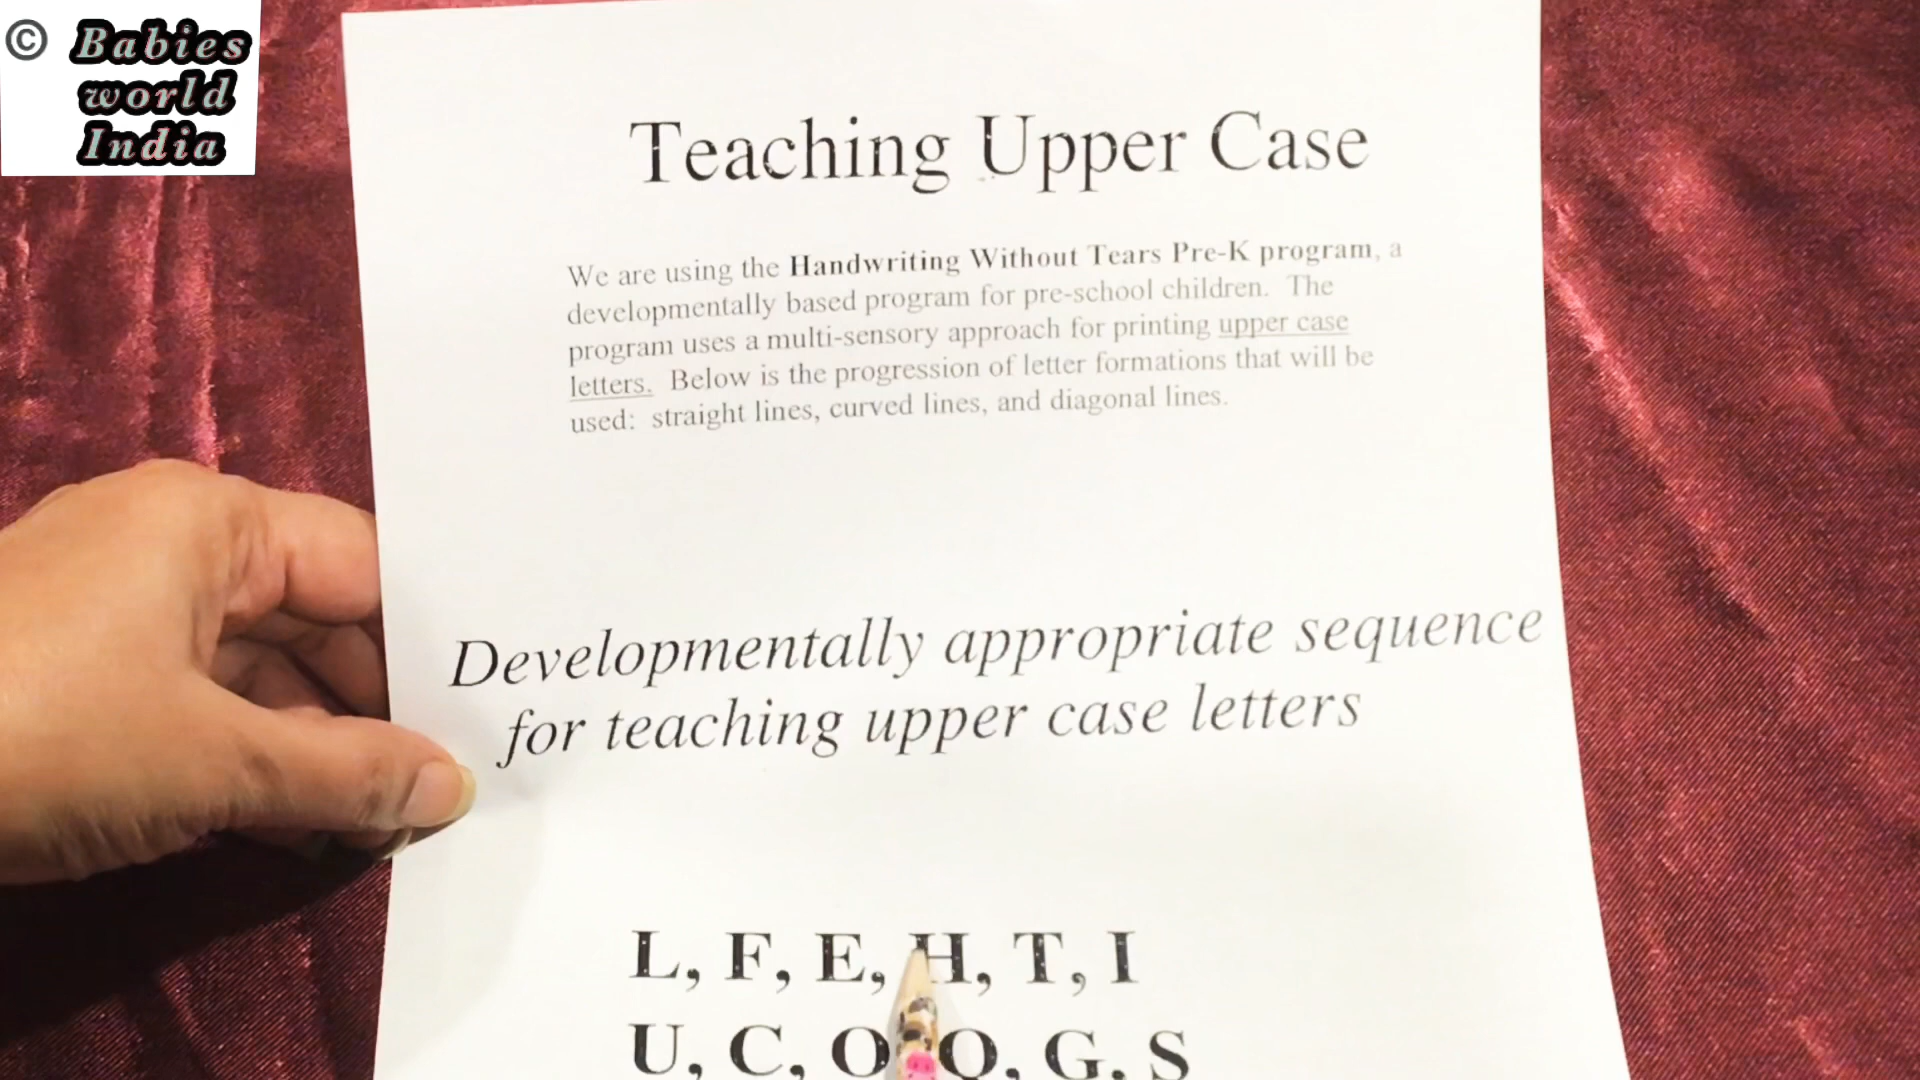 © Babies
world
India
Teaching Upper Case
We are using the Handwriting Without Tears Pre-K program, a
developmentally based program for pre-school children. The
program uses a multi-sensory approach for printing upper case
letters. Below is the progression of letter formations that will be
used: straight lines, curved lines, and diagonal lines.
Developmentally appropriate sequence
for teaching upper case letters
L, F, E, H, T, I
U, C, O Q, G, S